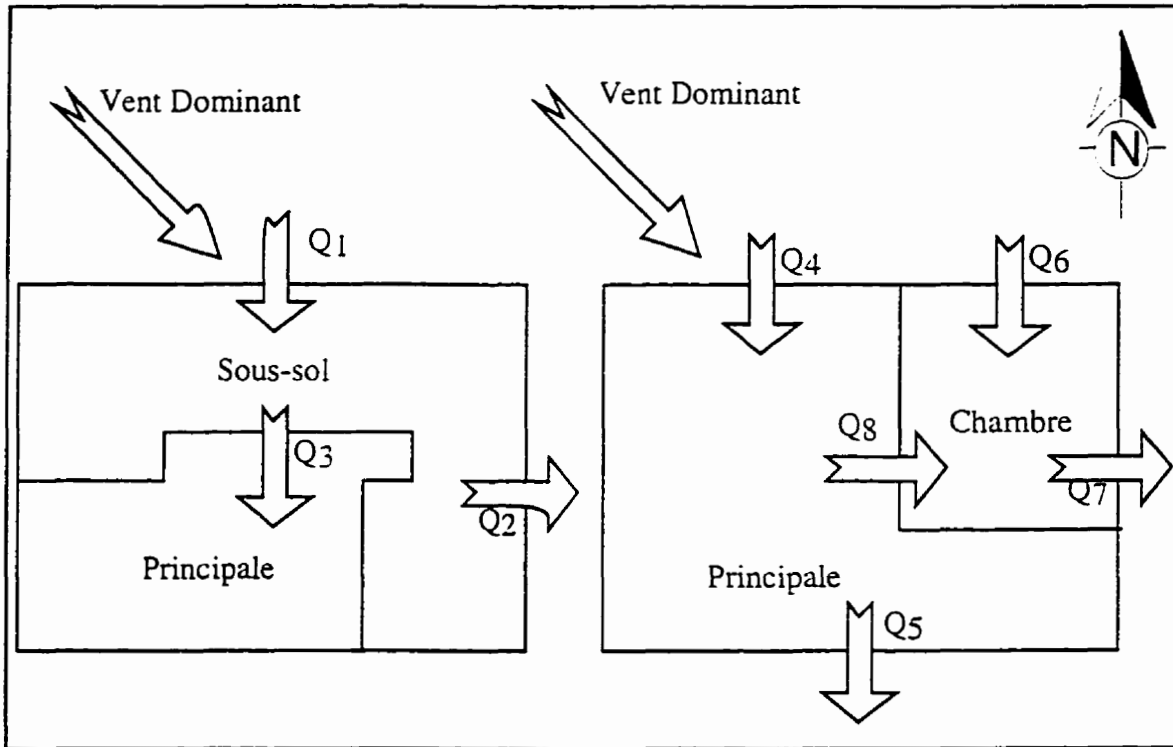 Vent Dominant
Vent Dominant
N
Q1
Q4
Q6
Sous-sol
Chambre
Q8
Q3
Q7
Q2
Principale
Principale
Q5